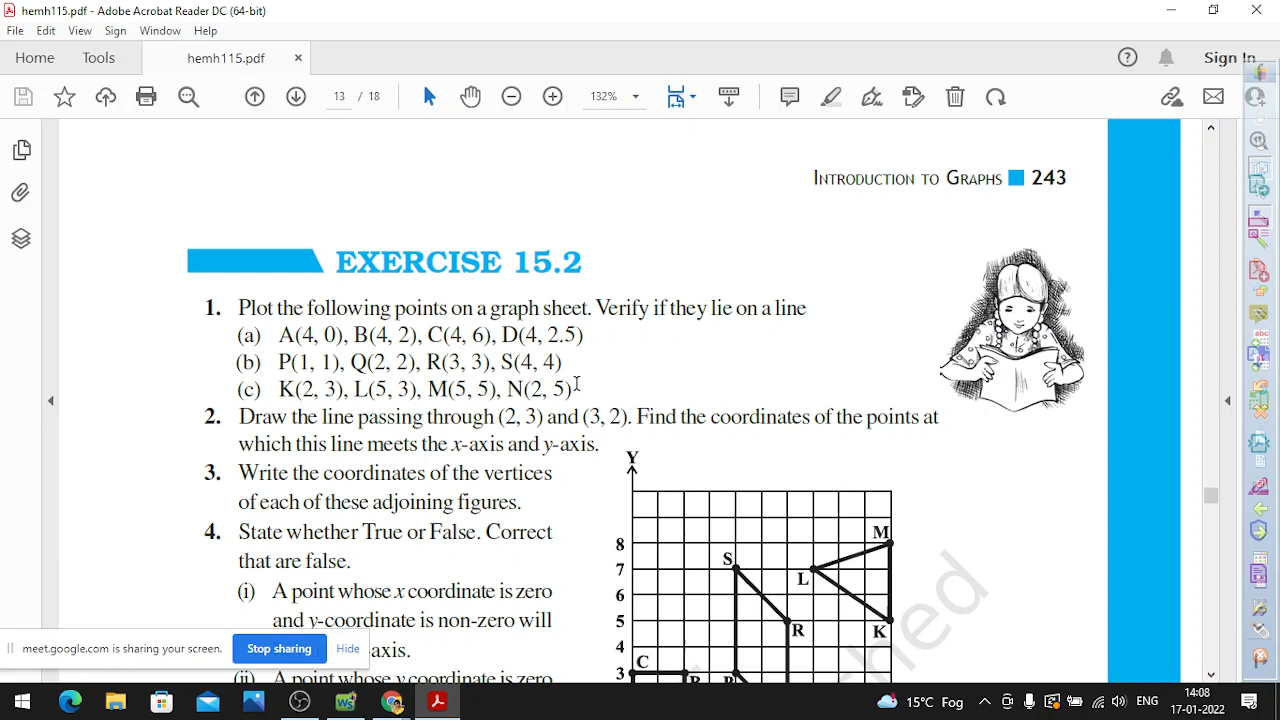 hemh115.pdf - Adobe Acrobat Reader DC (64-bit)
File Edit View Sign Window Help
Home Tools hemh115.pdf × Sign In
13 / 18 132%
INTRODUCTION TO GRAPHS 243
EXERCISE 15.2
1. Plot the following points on a graph sheet. Verify if they lie on a line
(a) A(4, 0), B(4, 2), C(4, 6), D(4, 2.5)
(b) P(1, 1), Q(2, 2), R(3, 3), S(4, 4)
(c) K(2, 3), L(5, 3), M(5, 5), N(2, 5)
2. Draw the line passing through (2, 3) and (3, 2). Find the coordinates of the points at
which this line meets the x-axis and y-axis.
3. Write the coordinates of the vertices
of each of these adjoining figures.
4. State whether True or False. Correct
that are false.
(i) A point whose x coordinate is zero
and y-coordinate is non-zero will
axis.
(ii) A point whose y coordinate is zero
Y
8
7
6
5
4
3
S
M
L
R
K
C
B
P
shed
meet.google.com is sharing your screen. Stop sharing Hide
15°C Fog ENG 14:08
17-01-2022